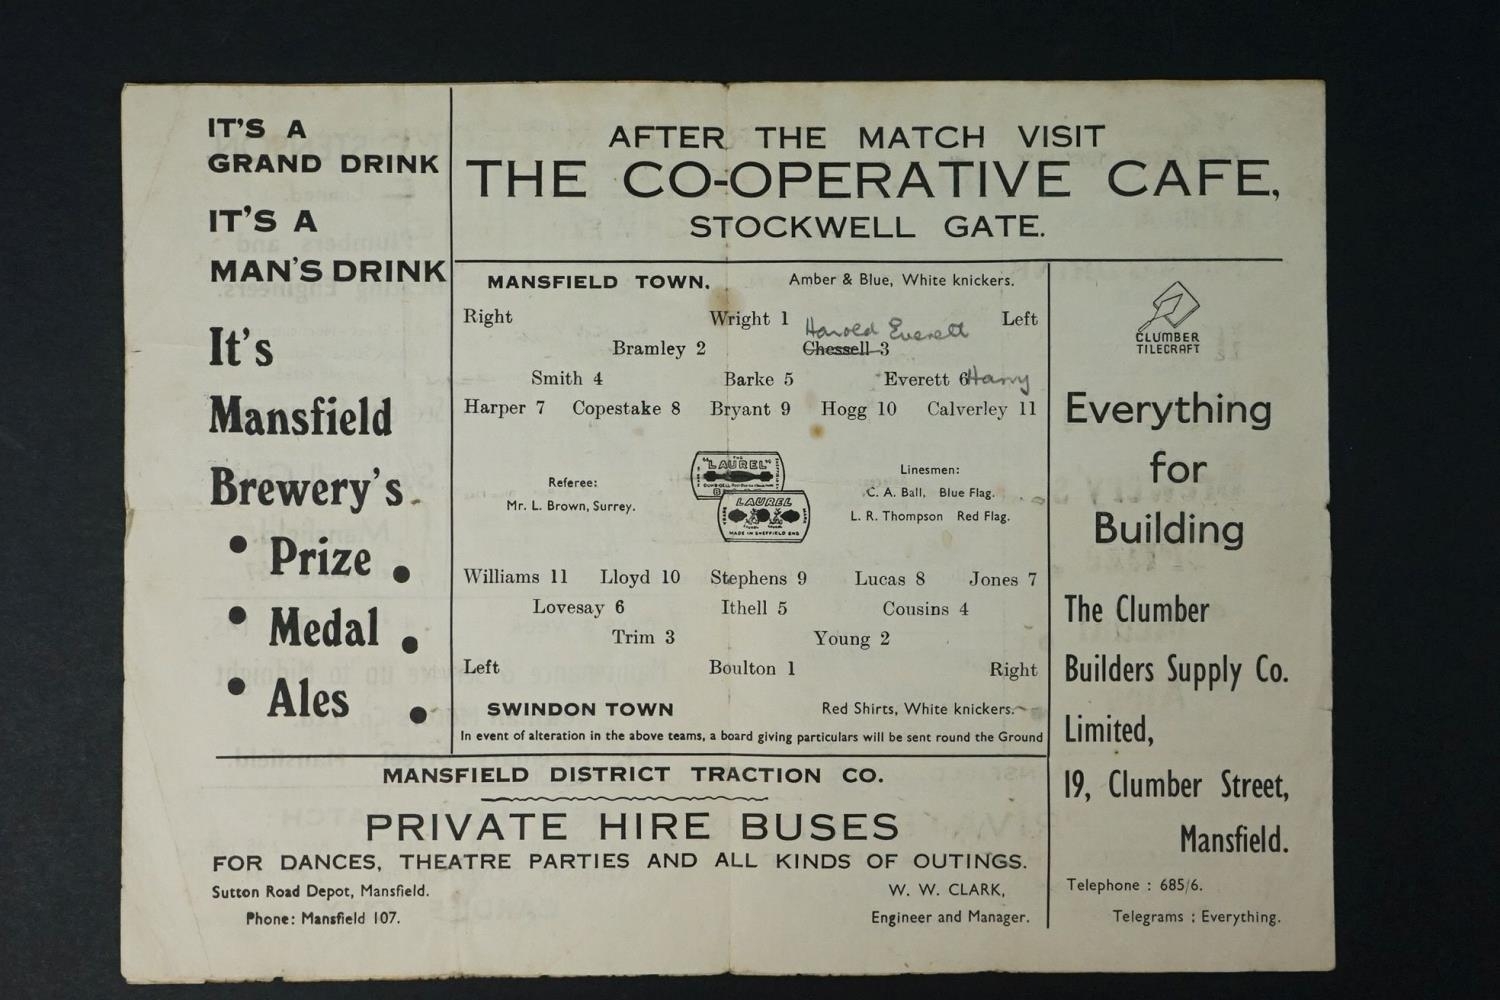 IT'S A
GRAND DRINK
IT'S A
MAN'S DRINK
It's
Mansfield
Brewery's
• Prize •
• Medal •
• Ales •
AFTER THE MATCH VISIT
THE CO-OPERATIVE CAFE,
STOCKWELL GATE.
MANSFIELD TOWN. Amber & Blue, White knickers.
Right Wright 1 Left
Harold Everett
Bramley 2 Chessell 3
Smith 4 Barke 5 Everett 6 Harry
Harper 7 Copestake 8 Bryant 9 Hogg 10 Calverley 11
Referee:
Mr. L. Brown, Surrey.
THE
"LAUREL"
LAUREL
MADE IN SHEFFIELD ENG
Linesmen:
C. A. Ball, Blue Flag.
L. R. Thompson Red Flag.
Williams 11 Lloyd 10 Stephens 9 Lucas 8 Jones 7
Lovesay 6 Ithell 5 Cousins 4
Trim 3 Young 2
Left Boulton 1 Right
SWINDON TOWN Red Shirts, White knickers.
In event of alteration in the above teams, a board giving particulars will be sent round the Ground
CLUMBER
TILECRAFT
Everything
for
Building
The Clumber
Builders Supply Co.
Limited,
19, Clumber Street,
Mansfield.
Telephone : 685/6.
Telegrams : Everything.
MANSFIELD DISTRICT TRACTION CO.
PRIVATE HIRE BUSES
FOR DANCES, THEATRE PARTIES AND ALL KINDS OF OUTINGS.
Sutton Road Depot, Mansfield. W. W. CLARK,
Phone: Mansfield 107. Engineer and Manager.